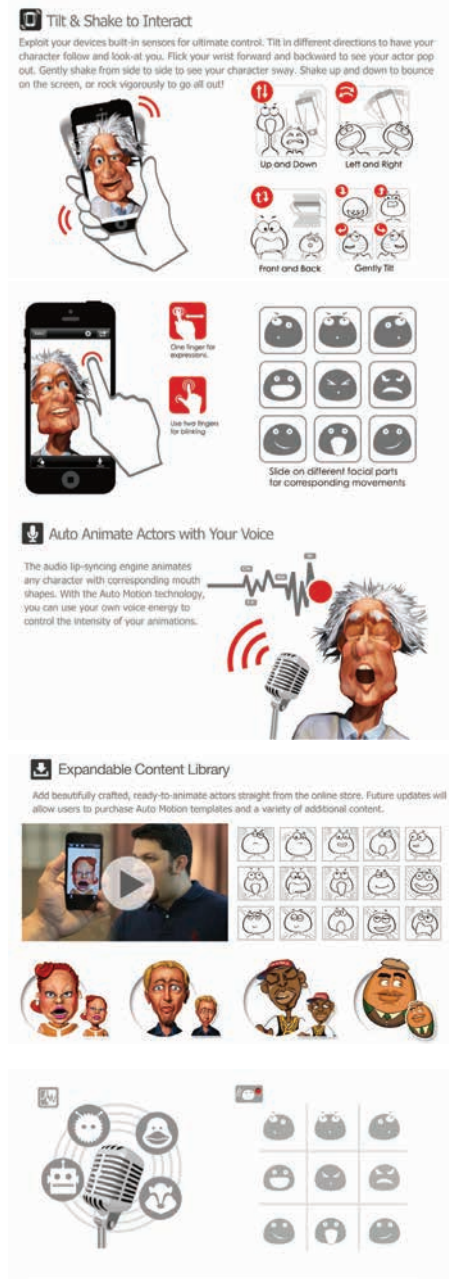 Tilt & Shake to Interact
Exploit your devices built-in sensors for ultimate control. Tilt in different directions to have your
character follow and look-at you. Flick your wrist forward and backward to see your actor pop
out. Gently shake from side to side to see your character sway. Shake up and down to bounce
on the screen, or rock vigorously to go all out!
Up and Down
Left and Right
Front and Back
Gently Tilt
One finger for
expressions.
Use two fingers
for blinking
Slide on different facial parts
for corresponding movements
Auto Animate Actors with Your Voice
The audio lip-syncing engine animates
any character with corresponding mouth
shapes. With the Auto Motion technology,
you can use your own voice energy to
control the intensity of your animations.
Expandable Content Library
Add beautifully crafted, ready-to-animate actors straight from the online store. Future updates will
allow users to purchase Auto Motion templates and a variety of additional content.